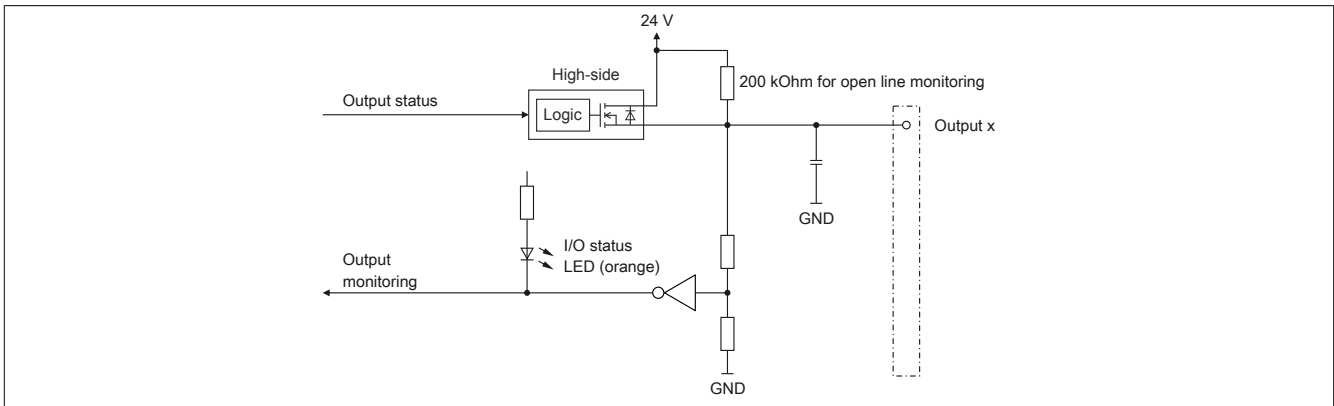 24 V
High-side
200 kOhm for open line monitoring
Output status
Logic
Output x
GND
I/O status
LED (orange)
Output
monitoring
GND